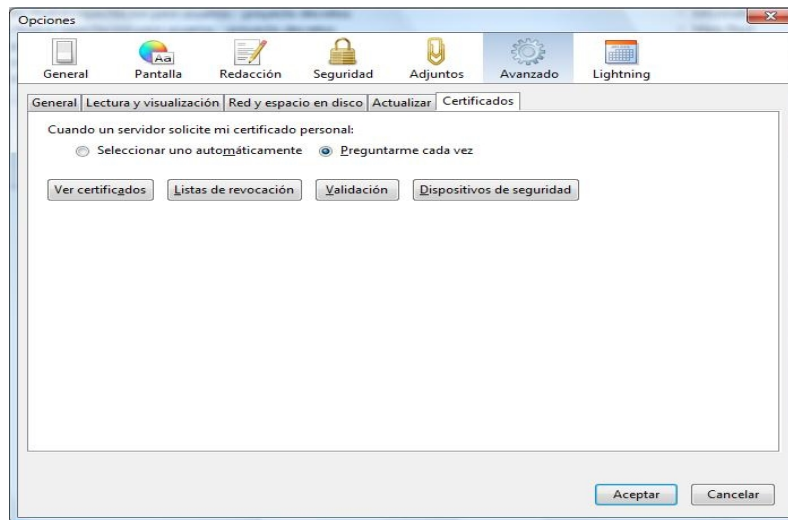 Opciones
Aa
General Pantalla Redacción Seguridad Adjuntos Avanzado Lightning
General Lectura y visualización Red y espacio en disco Actualizar Certificados
Cuando un servidor solicite mi certificado personal:
Seleccionar uno automáticamente Preguntarme cada vez
Ver certificados Listas de revocación Validación Dispositivos de seguridad
Aceptar Cancelar